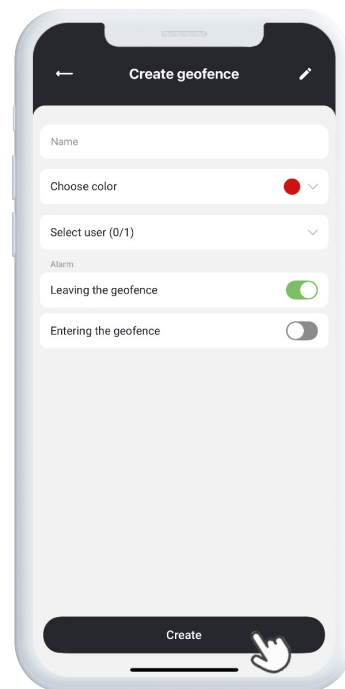 Create geofence
Name
Choose color
Select user (0/1)
Alarm
Leaving the geofence
Entering the geofence
Create